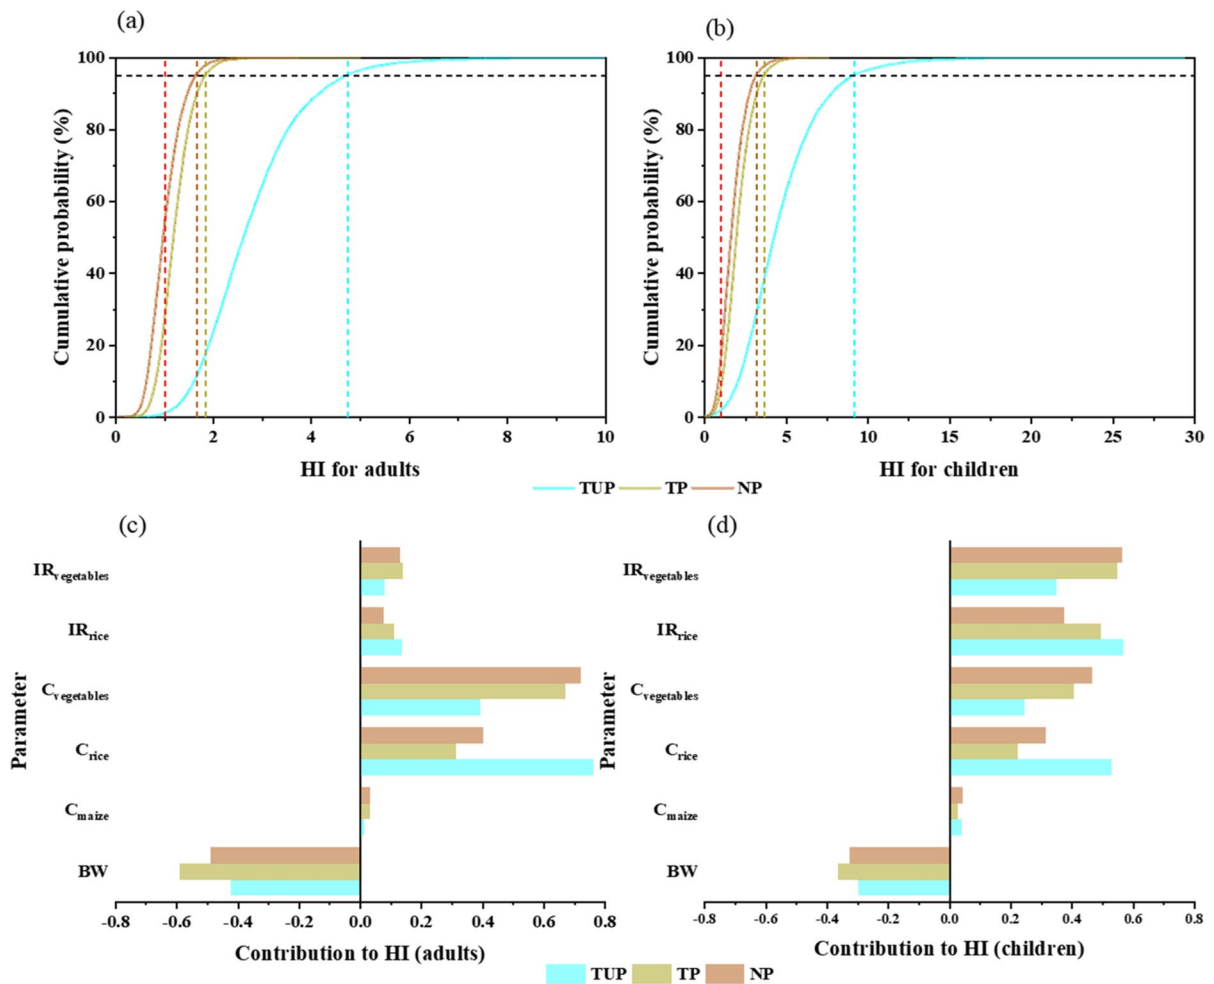 (a)
(b)
Cumulative probability (%)
100
80
60
40
20
0
0 2 4 6 8 10
HI for adults
Cumulative probability (%)
100
80
60
40
20
0
0 5 10 15 20 25 30
HI for children
TUP TP NP
(c)
(d)
Parameter
IRvegetables
IRrice
Cvegetables
Crice
Cmaize
BW
-0.8 -0.6 -0.4 -0.2 0.0 0.2 0.4 0.6 0.8
Contribution to HI (adults)
Parameter
IRvegetables
IRrice
Cvegetables
Crice
Cmaize
BW
-0.8 -0.6 -0.4 -0.2 0.0 0.2 0.4 0.6 0.8
Contribution to HI (children)
TUP TP NP